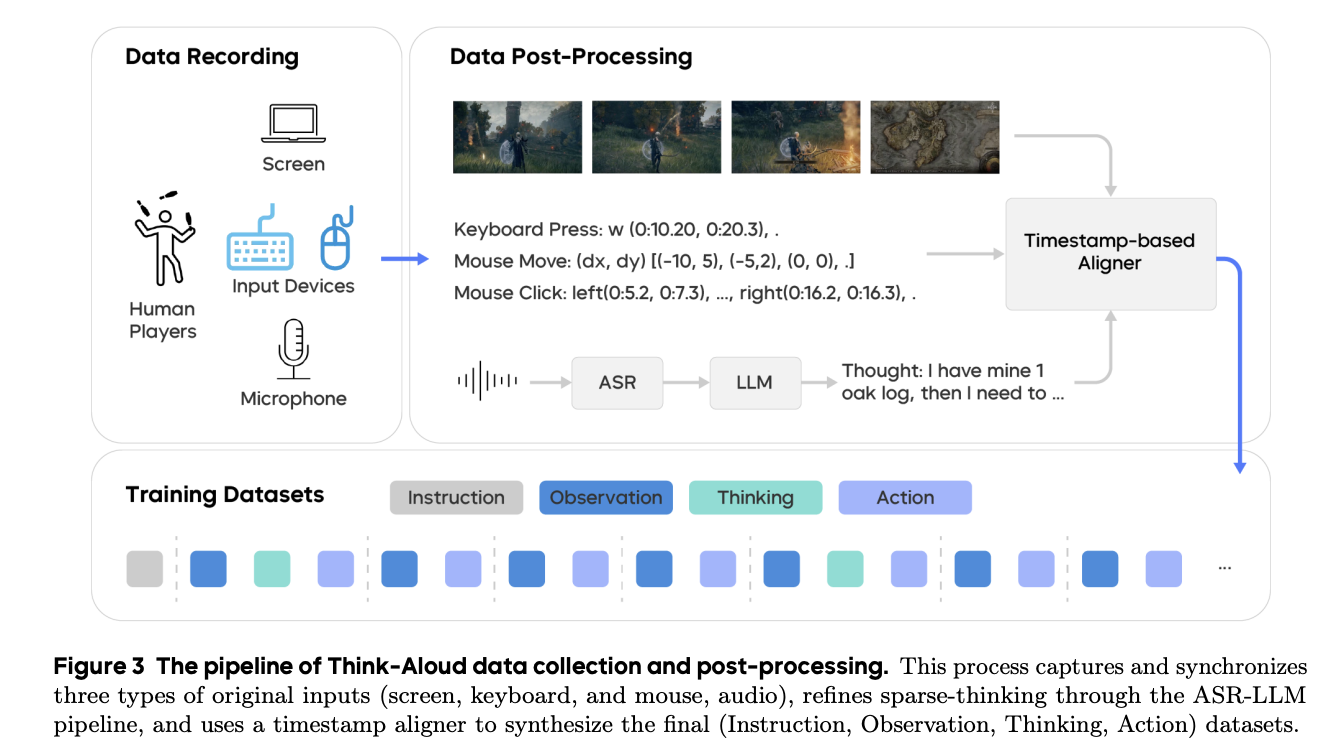 Data Recording
Screen
Human
Players
Input Devices
Microphone
Data Post-Processing
Keyboard Press: w (0:10.20, 0:20.3), .
Mouse Move: (dx, dy) [(-10, 5), (-5,2), (0, 0), .]
Mouse Click: left(0:5.2, 0:7.3), ..., right(0:16.2, 0:16.3), .
ASR
LLM
Thought: I have mine 1
oak log, then I need to ...
Timestamp-based
Aligner
Training Datasets
Instruction
Observation
Thinking
Action
...
Figure 3 The pipeline of Think-Aloud data collection and post-processing. This process captures and synchronizes
three types of original inputs (screen, keyboard, and mouse, audio), refines sparse-thinking through the ASR-LLM
pipeline, and uses a timestamp aligner to synthesize the final (Instruction, Observation, Thinking, Action) datasets.